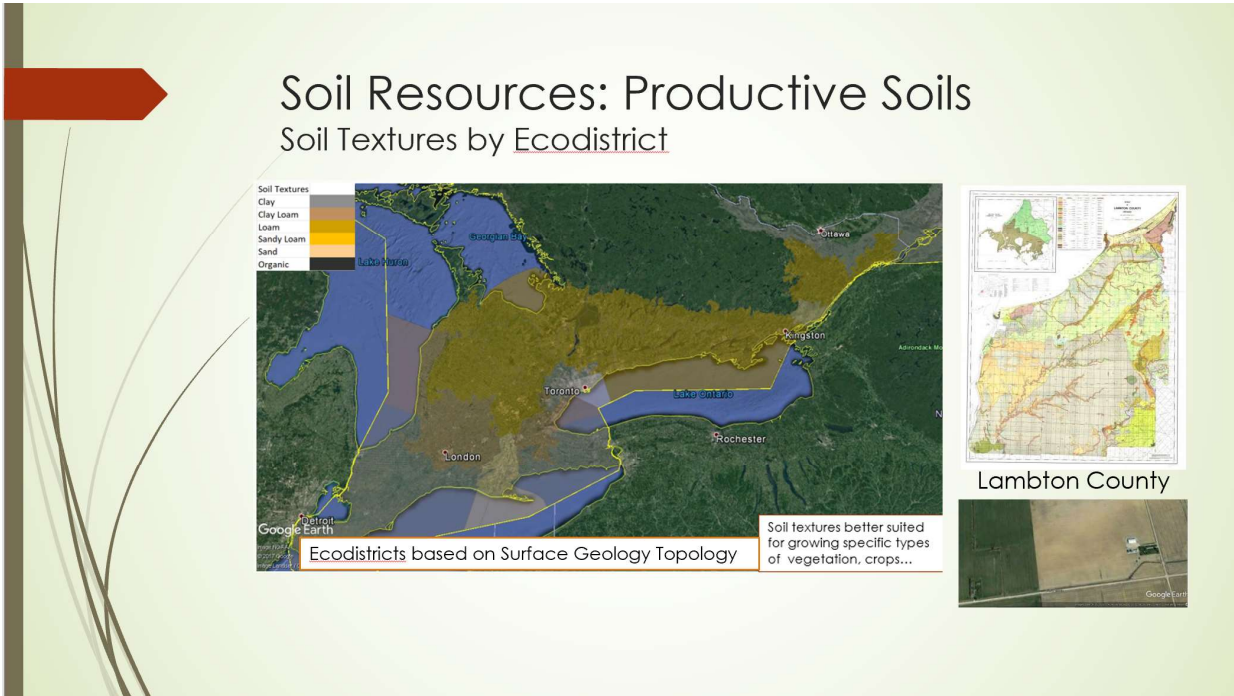 Soil Resources: Productive Soils
Soil Textures by Ecodistrict
Soil Textures
Clay
Clay Loam
Loam
Sandy Loam
Sand
Organic
Lake Huron
Georgian Bay
Ottawa
Kingston
Adirondack Mo
Toronto
Lake Ontario
N
Rochester
London
Detroit
Google Earth
Ecodistricts based on Surface Geology Topology
Soil textures better suited
for growing specific types
of vegetation, crops...
LAMBTON COUNTY
Lambton County
Google Earth